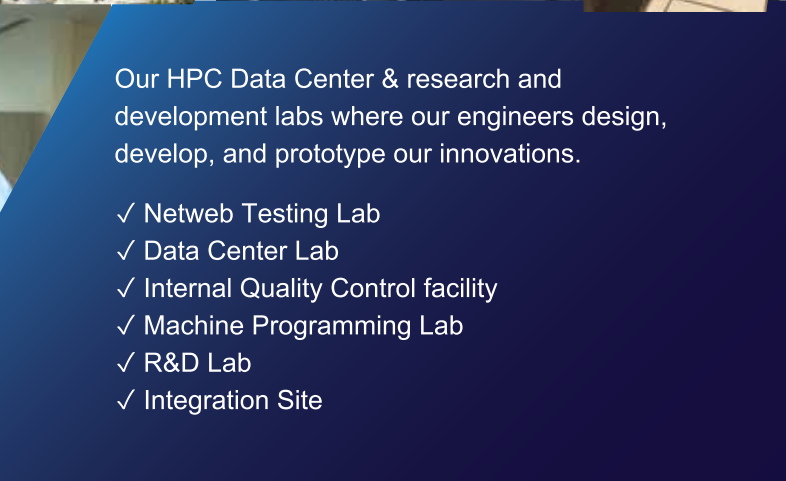 Our HPC Data Center & research and
development labs where our engineers design,
develop, and prototype our innovations.
✓ Netweb Testing Lab
✓ Data Center Lab
✓ Internal Quality Control facility
✓ Machine Programming Lab
✓ R&D Lab
✓ Integration Site